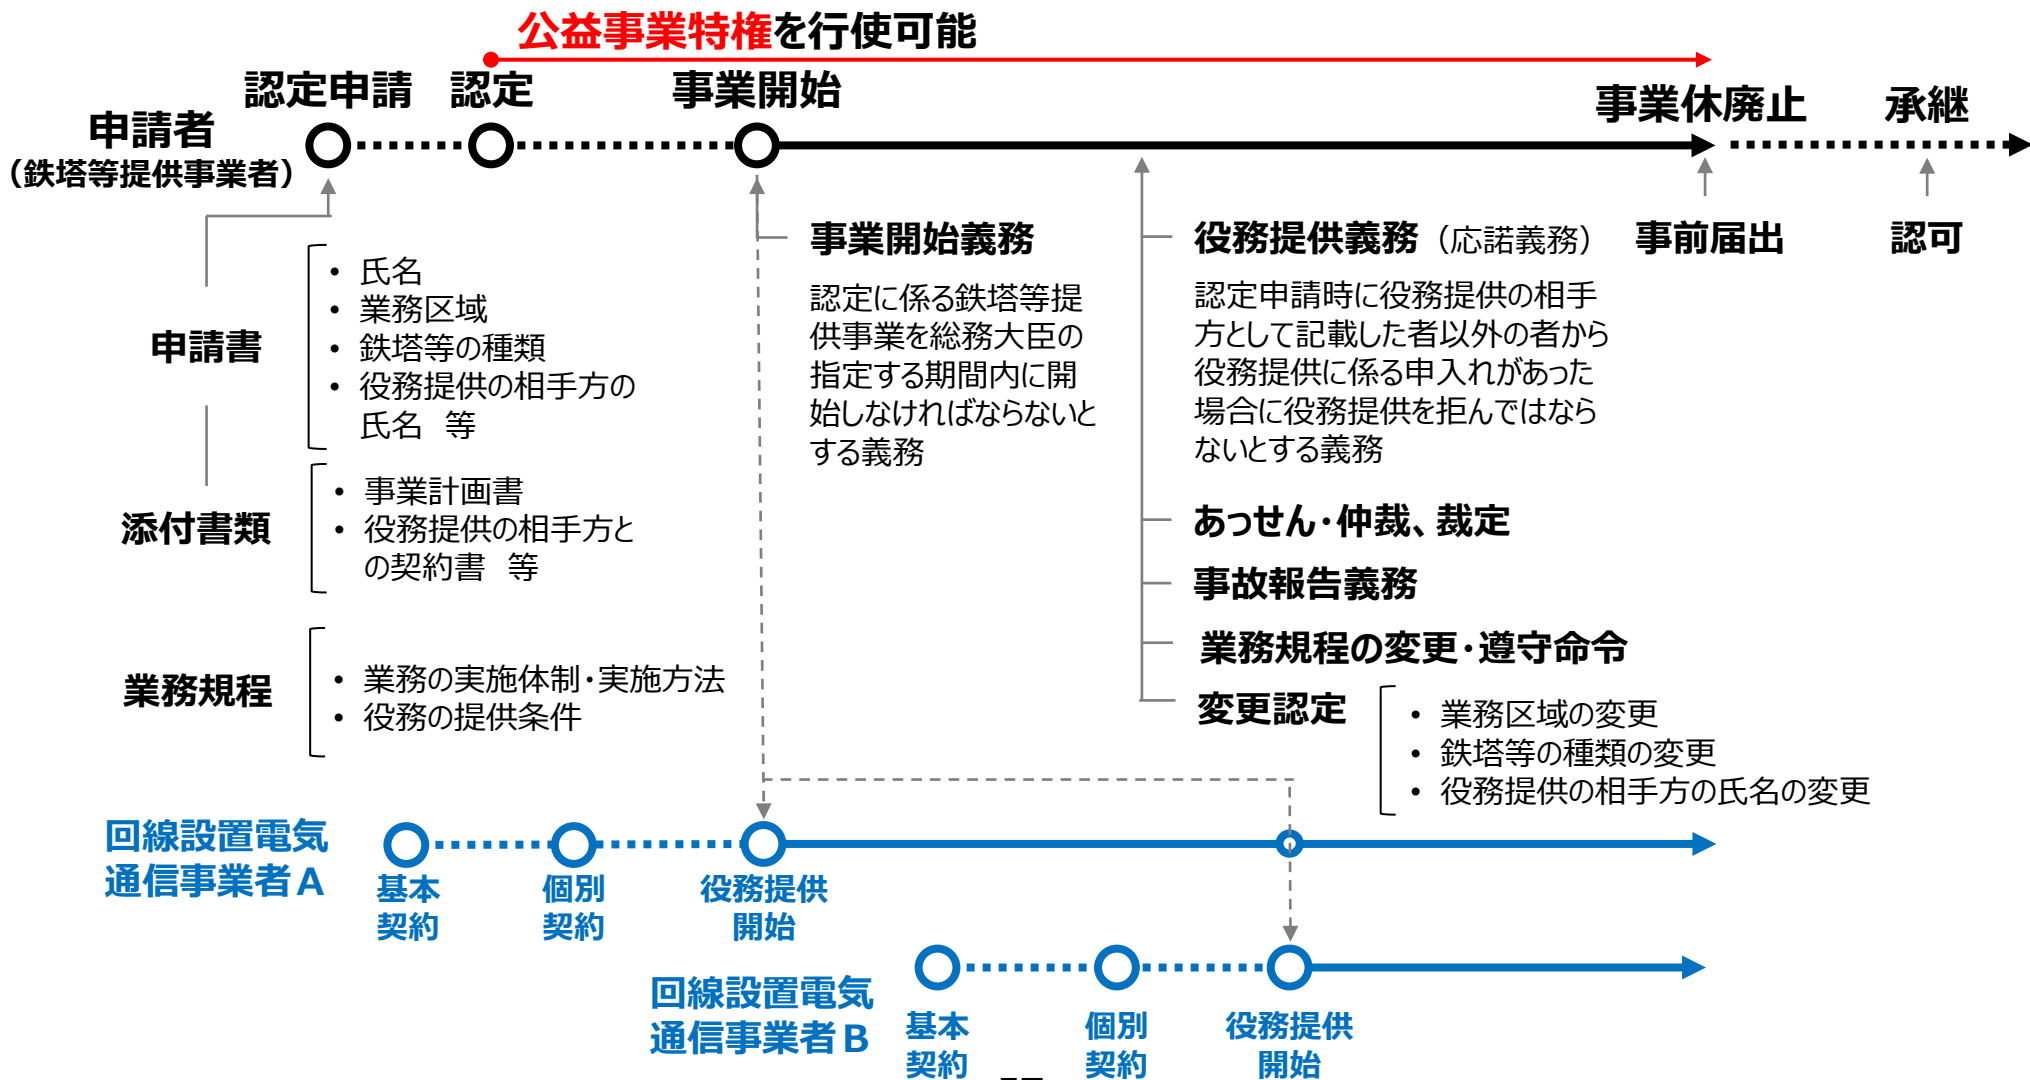 公益事業特権を行使可能
認定申請
認定
事業開始
事業休廃止
承継
申請者
（鉄塔等提供事業者）
申請書
• 氏名
• 業務区域
• 鉄塔等の種類
• 役務提供の相手方の
氏名　等
添付書類
• 事業計画書
• 役務提供の相手方と
の契約書　等
業務規程
• 業務の実施体制・実施方法
• 役務の提供条件
事業開始義務
認定に係る鉄塔等提
供事業を総務大臣の
指定する期間内に開
始しなければならないと
する義務
役務提供義務（応諾義務）
認定申請時に役務提供の相手
方として記載した者以外の者から
役務提供に係る申入れがあった
場合に役務提供を拒んではなら
ないとする義務
あっせん・仲裁、裁定
事故報告義務
業務規程の変更・遵守命令
変更認定
• 業務区域の変更
• 鉄塔等の種類の変更
• 役務提供の相手方の氏名の変更
事前届出
認可
回線設置電気
通信事業者A
基本
契約
個別
契約
役務提供
開始
回線設置電気
通信事業者B
基本
契約
個別
契約
役務提供
開始